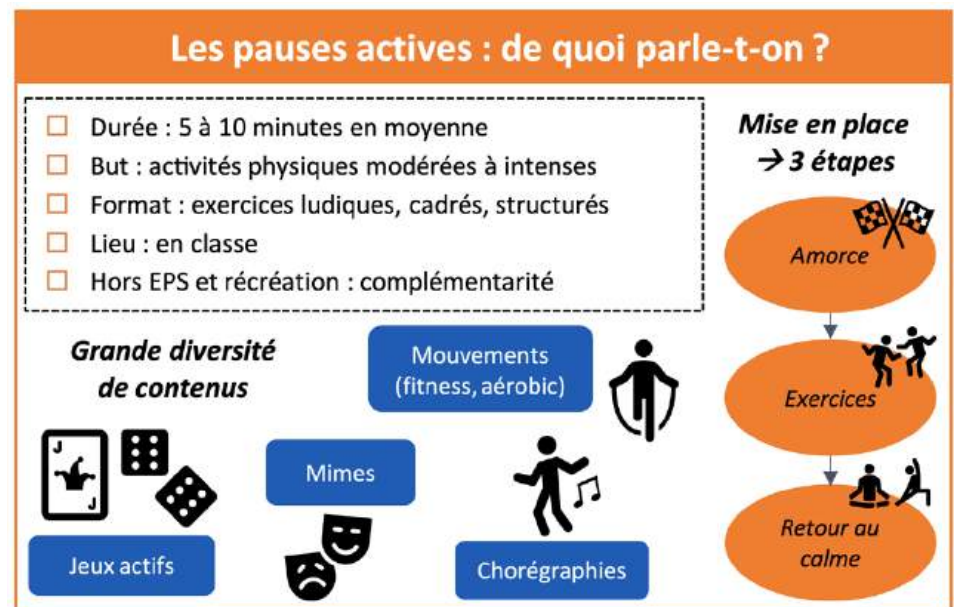 Les pauses actives : de quoi parle-t-on ?
Durée : 5 à 10 minutes en moyenne
But : activités physiques modérées à intenses
Format : exercices ludiques, cadrés, structurés
Lieu : en classe
Hors EPS et récréation : complémentarité
Mise en place
→ 3 étapes
Amorce
Exercices
Retour au
calme
Grande diversité
de contenus
Mouvements
(fitness, aérobic)
Mimes
J
J
Jeux actifs
Chorégraphies